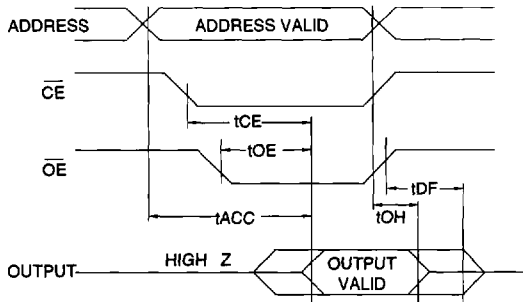 ADDRESS
ADDRESS VALID
CE
tCE
OE
tOE
tDF
tOH
tACC
HIGH Z
OUTPUT
OUTPUT
VALID